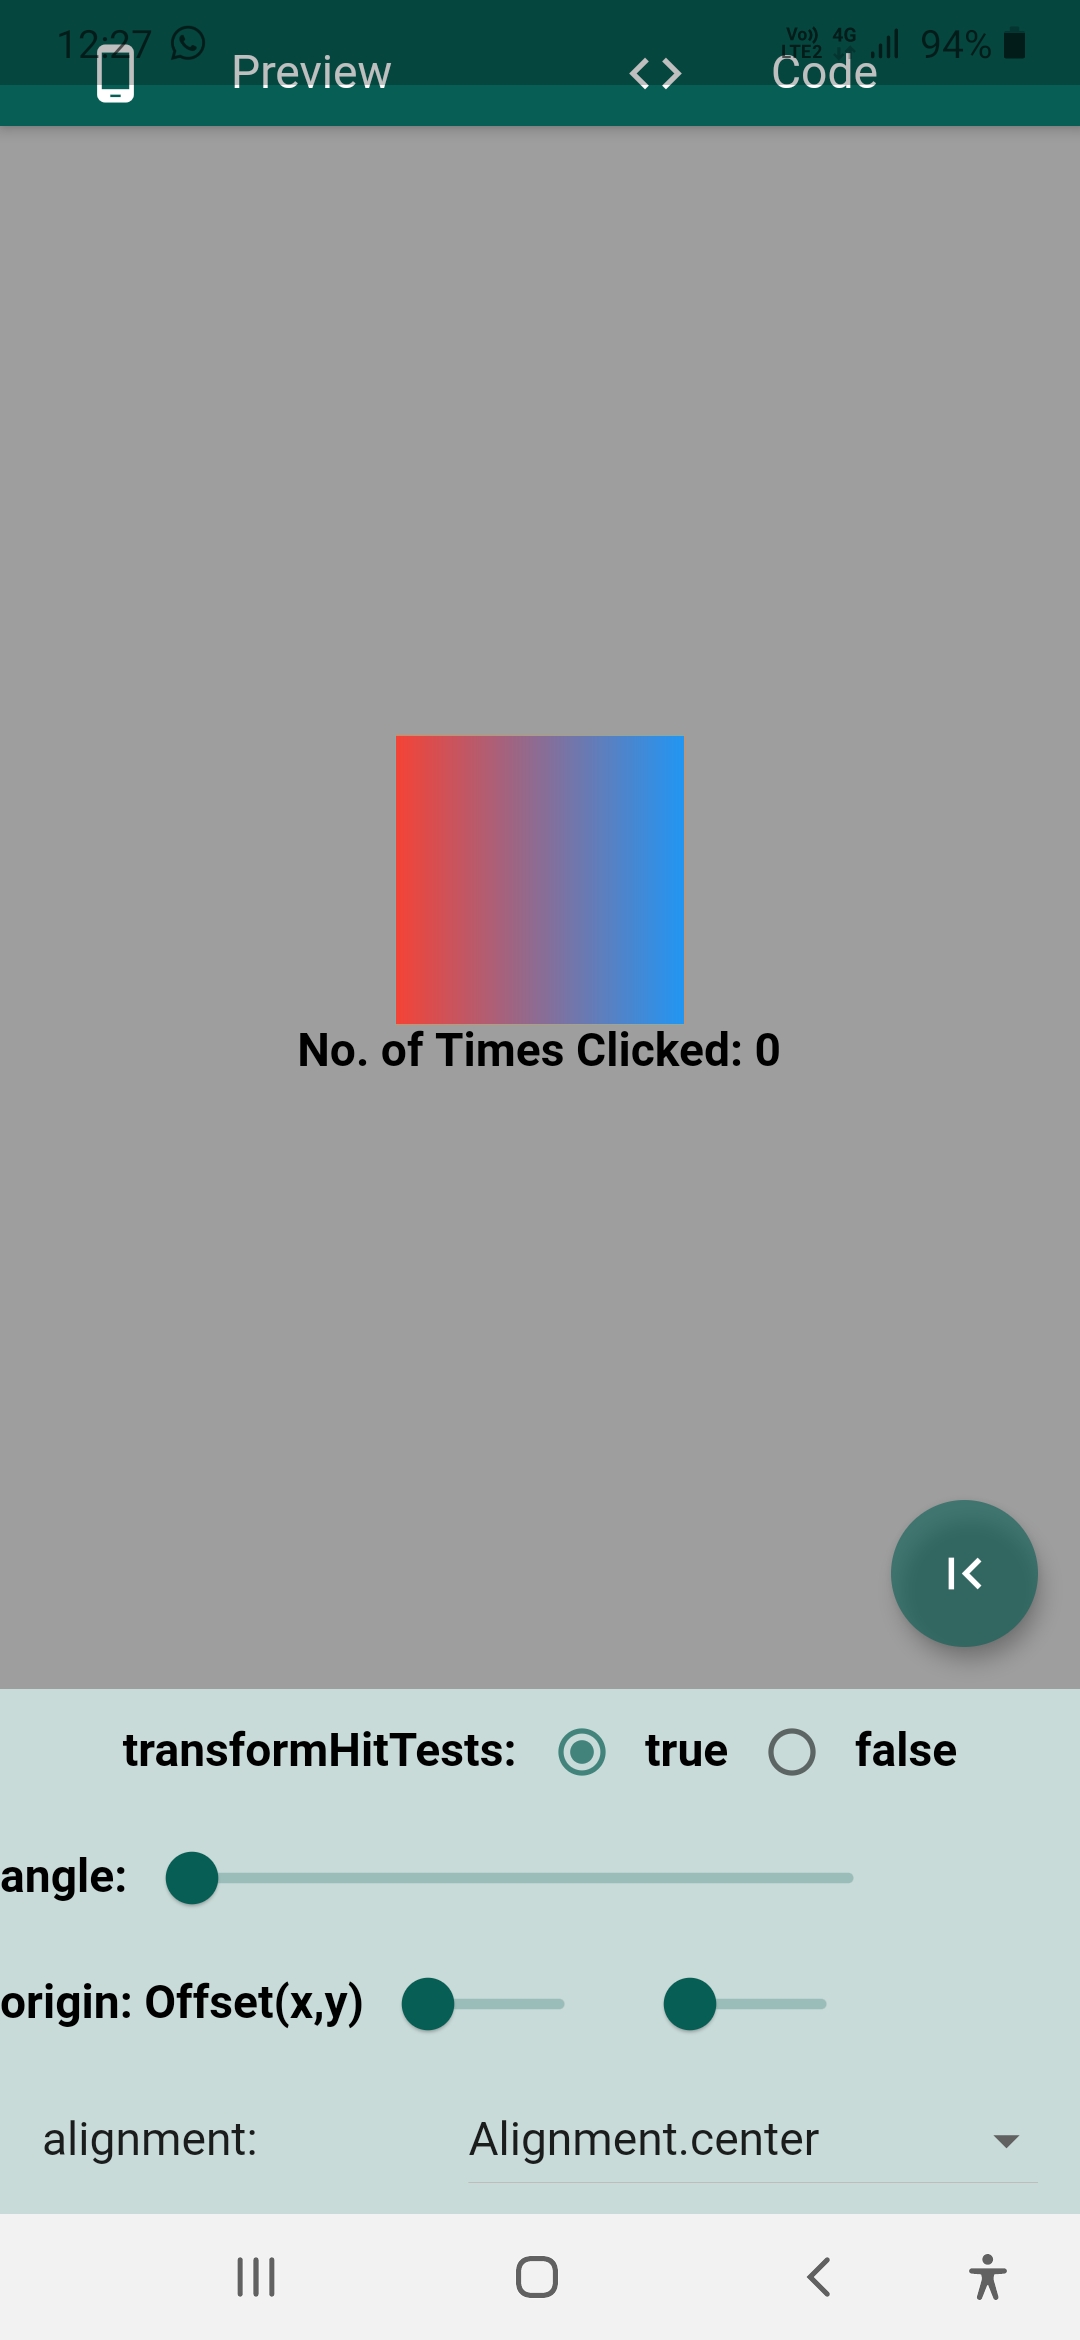 12:27 Vo)) LTE2 4G 94%
Preview Code
No. of Times Clicked: 0
transformHitTests: true false
angle:
origin: Offset(x,y)
alignment: Alignment.center